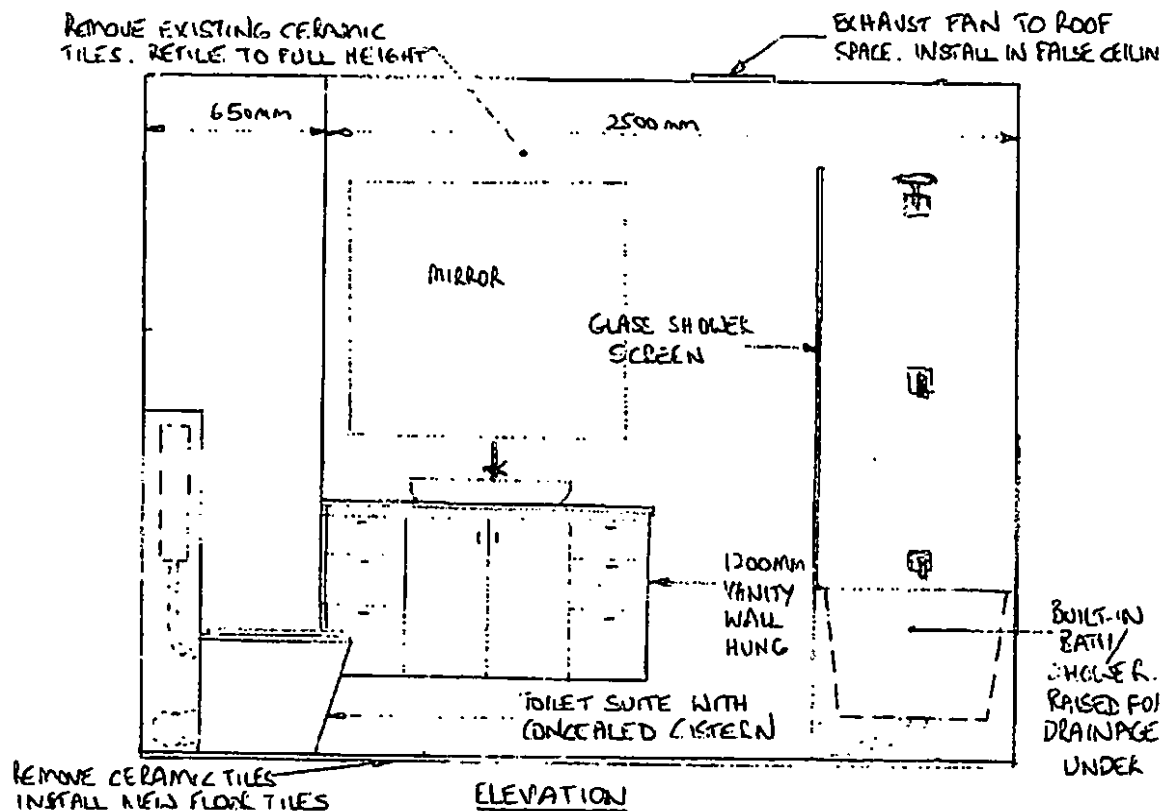 REMOVE EXISTING CERAMIC
TILES. RETILE TO FULL HEIGHT
EXHAUST FAN TO ROOF
SPACE. INSTALL IN FALSE CEILIN
650mm
2500mm
MIRROR
GLASS SHOWER
SCREEN
1200MM
VANITY
WALL
HUNG
BUILT-IN
BATH/
SHOWER.
RAISED FOR
DRAINAGE
UNDER
TOILET SUITE WITH
CONCEALED CISTERN
REMOVE CERAMIC TILES
INSTALL NEW FLOOR TILES
ELEVATION